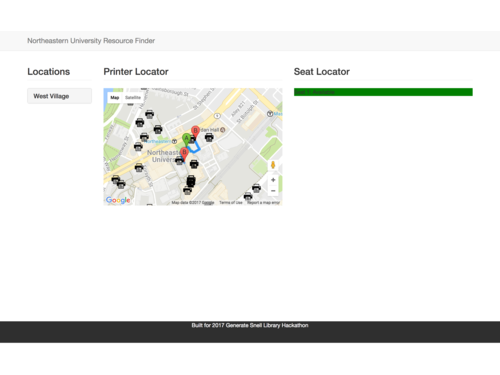 Northeastern University Resource Finder
Locations
Printer Locator
Seat Locator
West Village
Map
Satellite
Northeastern
University
Google
Map data ©2017 Google
Terms of Use
Report a map error
Built for 2017 Generate Snell Library Hackathon